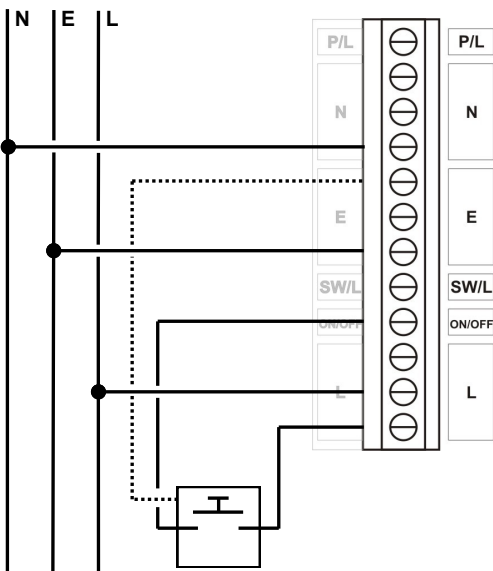 N E L
P/L P/L
N N
E E
SW/L SW/L
ON/OFF ON/OFF
L L